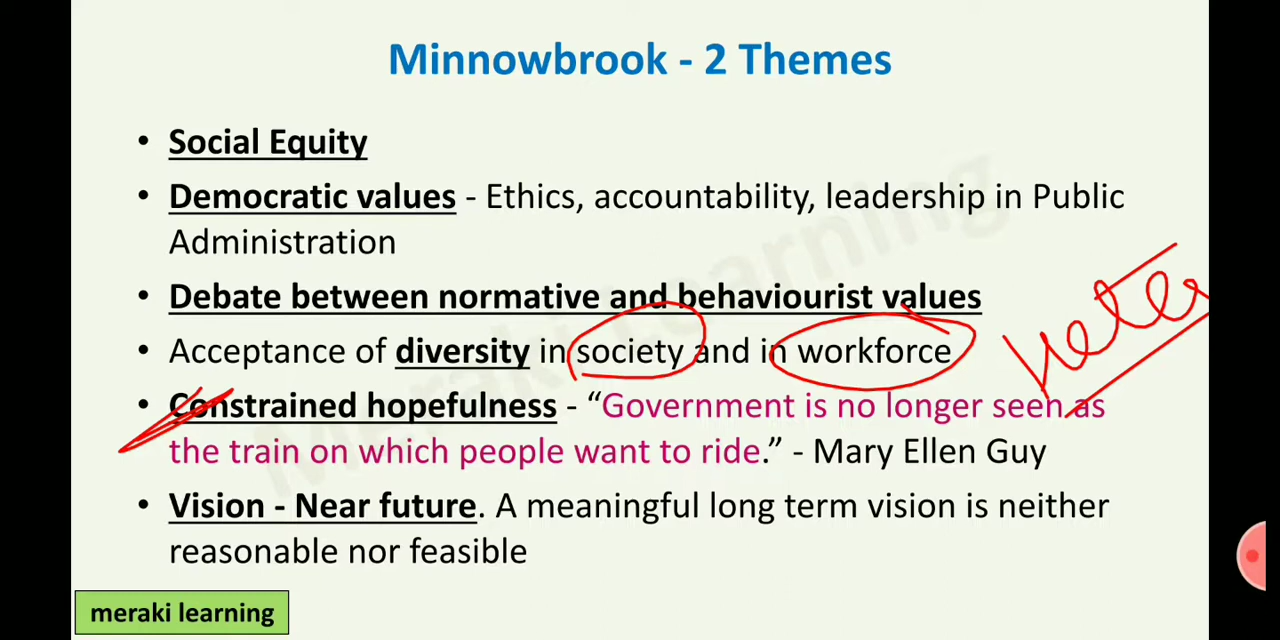 Minnowbrook - 2 Themes
• Social Equity
• Democratic values - Ethics, accountability, leadership in Public
Administration
• Debate between normative and behaviourist values
• Acceptance of diversity in society and in workforce
heter
• Constrained hopefulness - “Government is no longer seen as
the train on which people want to ride.” - Mary Ellen Guy
• Vision - Near future. A meaningful long term vision is neither
reasonable nor feasible
meraki learning
Meraki Learning